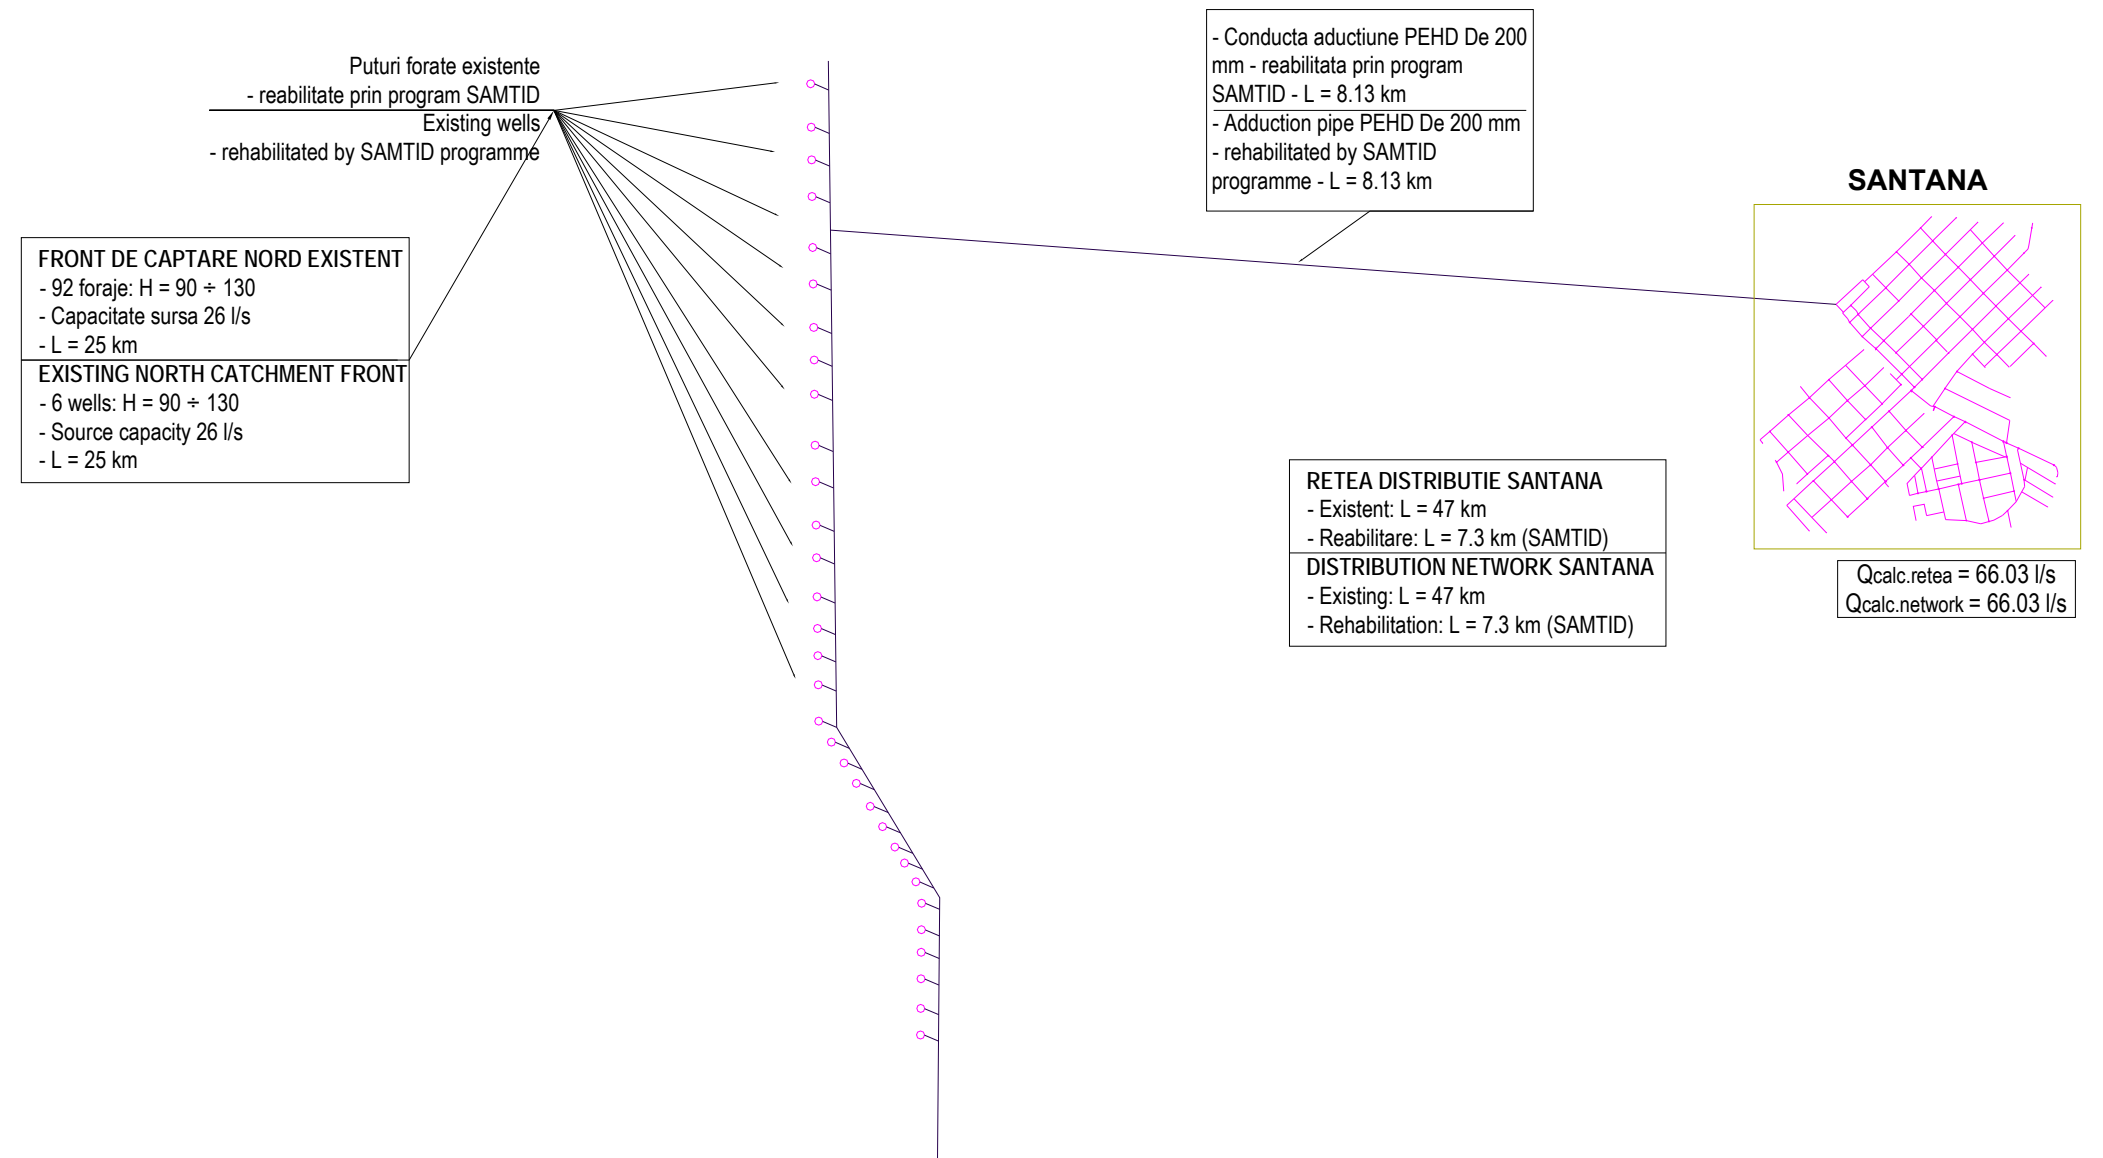 Puturi forate existente
- reabilitate prin program SAMTID
Existing wells
- rehabilitated by SAMTID programme
- Conducta aductiune PEHD De 200
mm - reabilitata prin program
SAMTID - L = 8.13 km
- Adduction pipe PEHD De 200 mm
- rehabilitated by SAMTID
programme - L = 8.13 km
SANTANA
FRONT DE CAPTARE NORD EXISTENT
- 92 foraje: H = 90 ÷ 130
- Capacitate sursa 26 l/s
- L = 25 km
EXISTING NORTH CATCHMENT FRONT
- 6 wells: H = 90 ÷ 130
- Source capacity 26 l/s
- L = 25 km
RETEA DISTRIBUTIE SANTANA
- Existent: L = 47 km
- Reabilitare: L = 7.3 km (SAMTID)
DISTRIBUTION NETWORK SANTANA
- Existing: L = 47 km
- Rehabilitation: L = 7.3 km (SAMTID)
Qcalc.retea = 66.03 l/s
Qcalc.network = 66.03 l/s